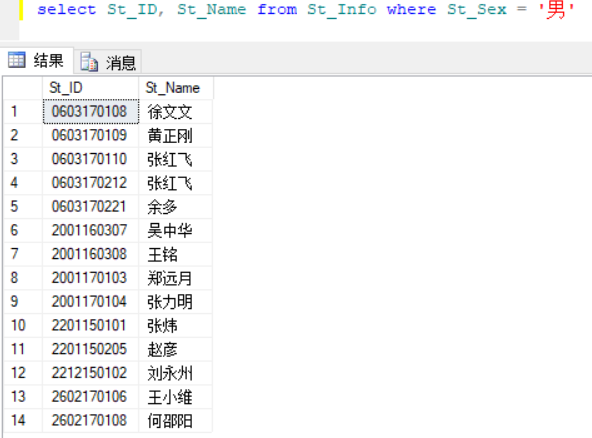 select St_ID, St_Name from St_Info where St_Sex = '男'
结果 消息
St_ID St_Name
1 0603170108 徐文文
2 0603170109 黄正刚
3 0603170110 张红飞
4 0603170212 张红飞
5 0603170221 余多
6 2001160307 吴中华
7 2001160308 王铭
8 2001170103 郑远月
9 2001170104 张力明
10 2201150101 张炜
11 2201150205 赵彦
12 2212150102 刘永州
13 2602170106 王小维
14 2602170108 何邵阳